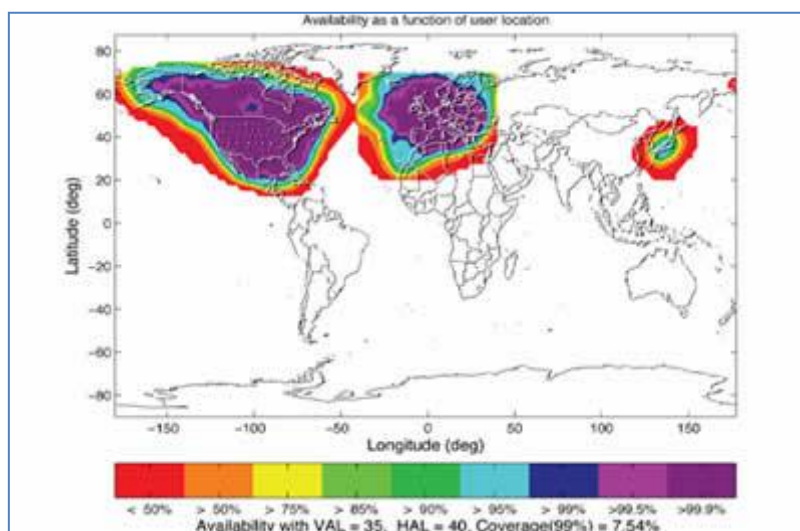 Availability as a function of user location
80
60
40
20
0
−20
−40
−60
−80
Latitude (deg)
−150 −100 −50 0 50 100 150
Longitude (deg)
< 50% > 50% > 75% > 85% > 90% > 95% > 99% >99.5% >99.9%
Availability with VAL = 35, HAL = 40, Coverage(99%) = 7.54%